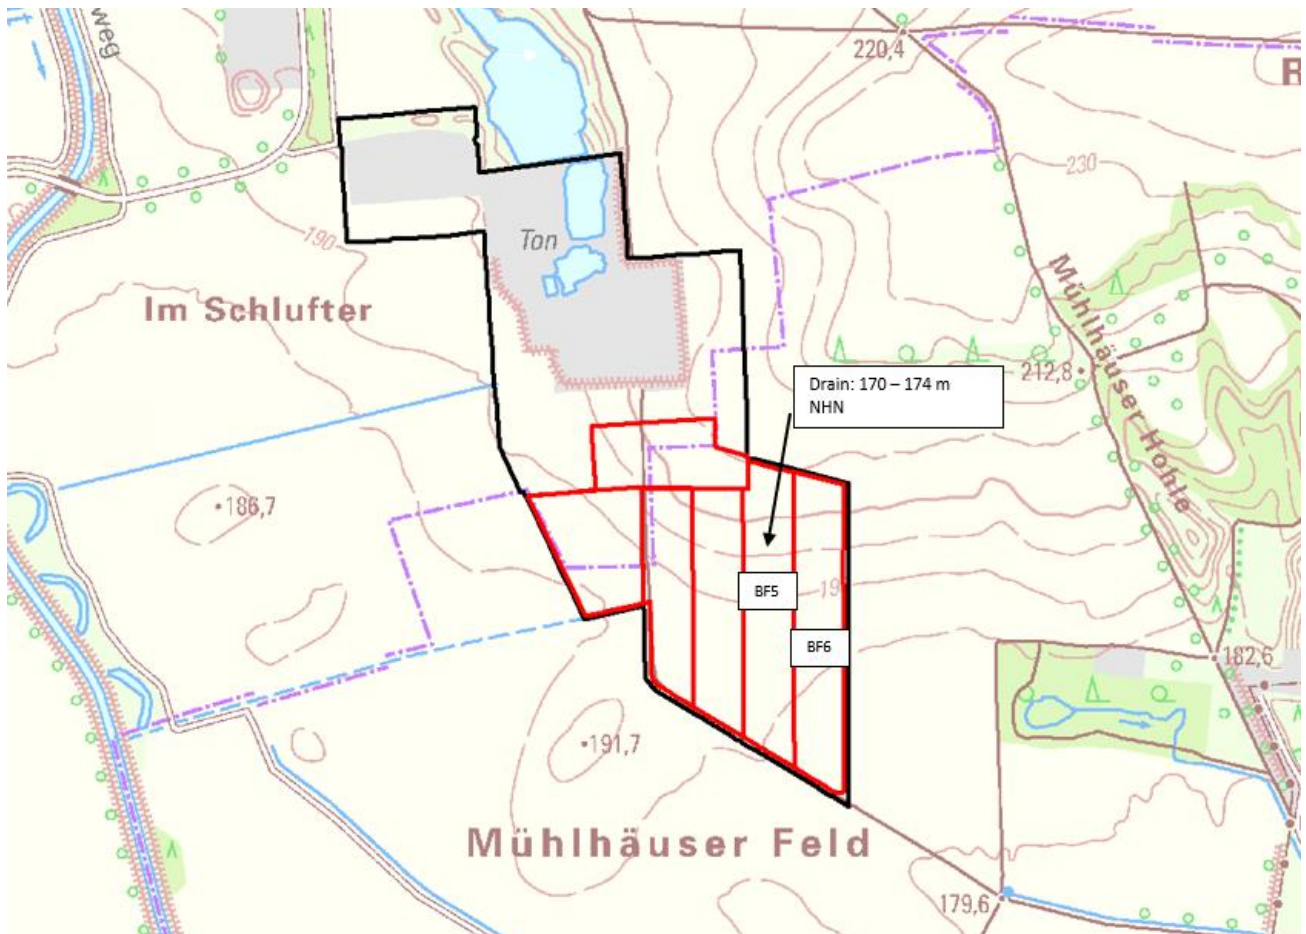 weg
220,4
R
230
190
Ton
Im Schlufter
Mühlhäuser Hohle
212,8
Drain: 170 – 174 m
NHN
186,7
BF5
19
BF6
182,6
191,7
Mühlhäuser Feld
179,6